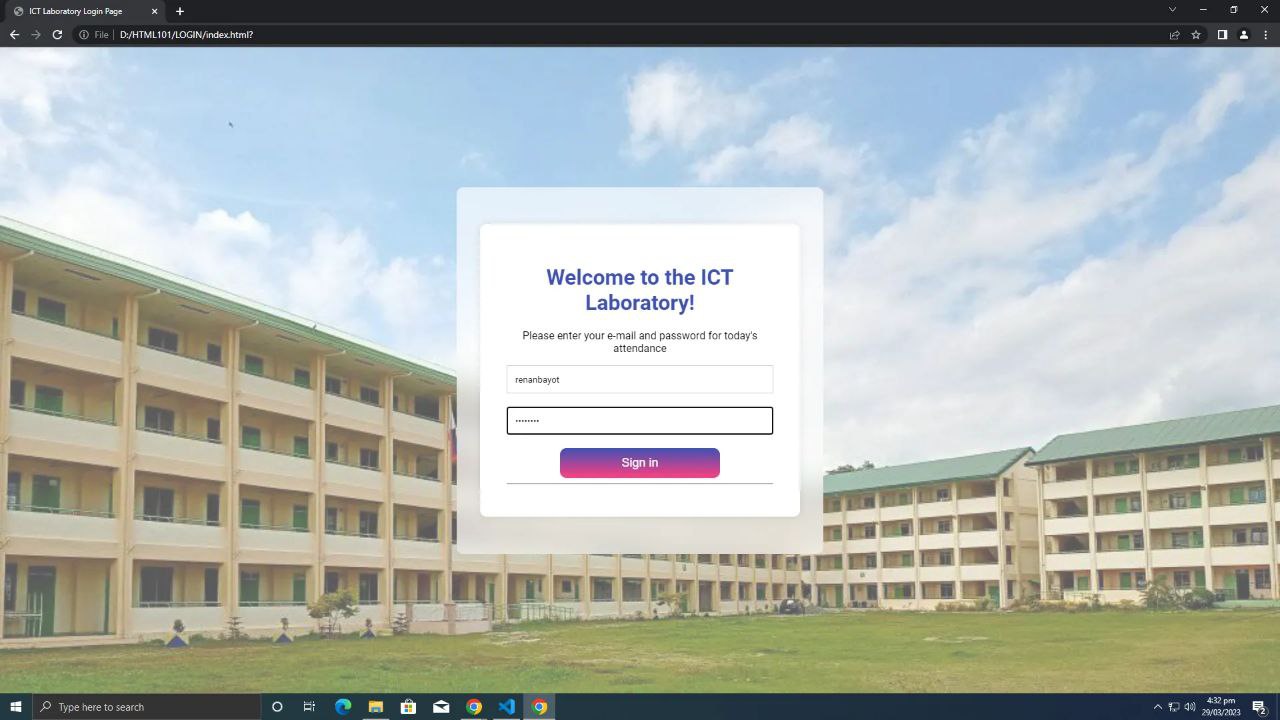 ICT Laboratory Login Page
File
D:/HTML101/LOGIN/index.html?
Welcome to the ICT
Laboratory!
Please enter your e-mail and password for today's
attendance
renanbayot
••••••••
Sign in
Type here to search
4:32 pm
29/03/2023
2